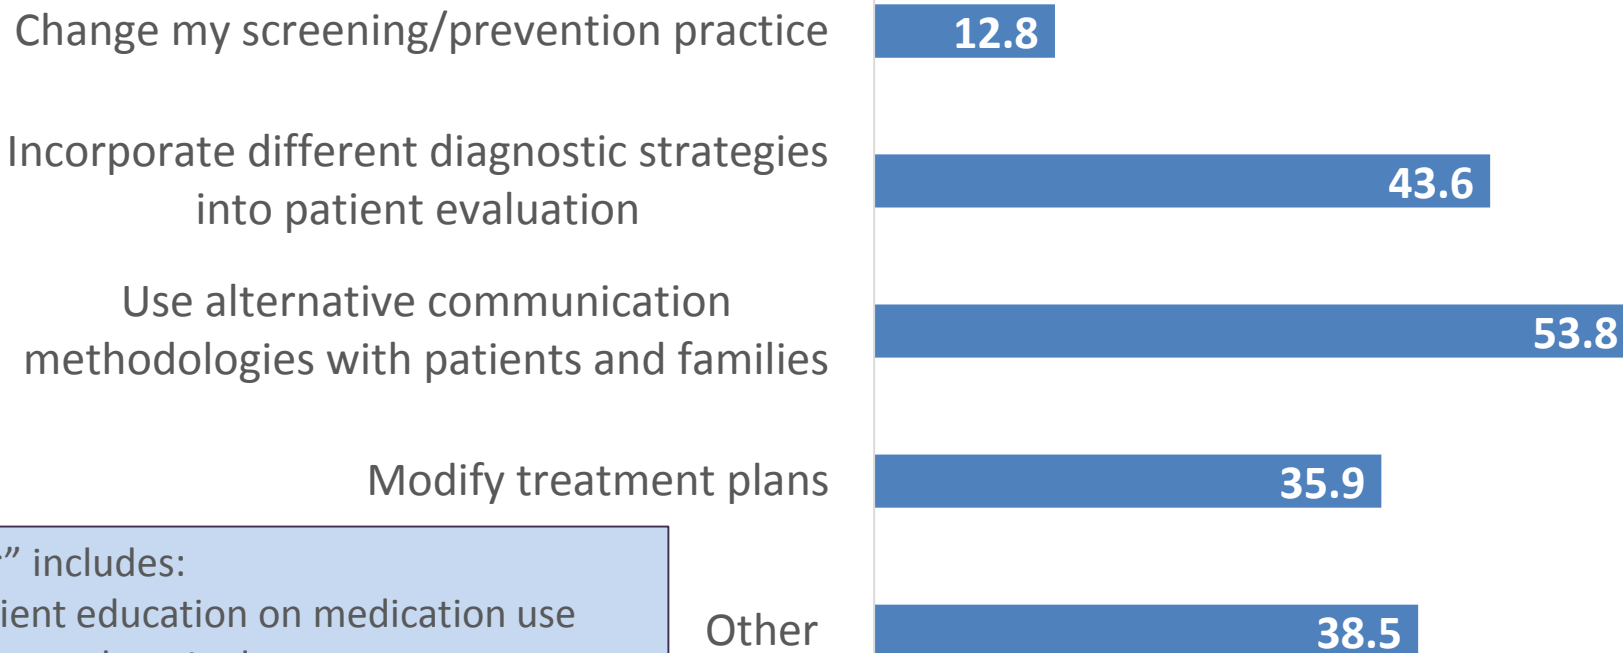 Change my screening/prevention practice
12.8
Incorporate different diagnostic strategies
into patient evaluation
43.6
Use alternative communication
methodologies with patients and families
53.8
Modify treatment plans
35.9
” includes:
education on medication use
Other
38.5